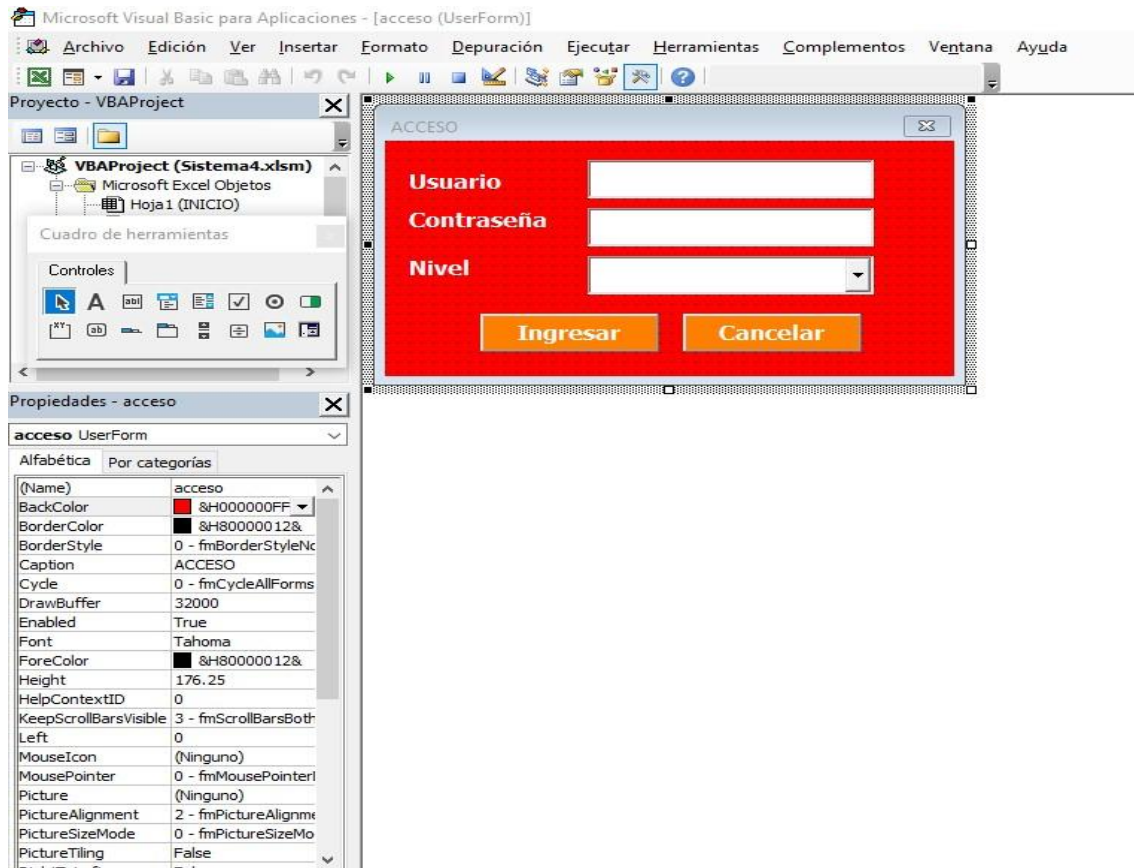 Microsoft Visual Basic para Aplicaciones - [acceso (UserForm)]
Archivo Edición Ver Insertar Formato Depuración Ejecutar Herramientas Complementos Ventana Ayuda
Proyecto - VBAProject
VBAProject (Sistema4.xlsm)
Microsoft Excel Objetos
Hoja1 (INICIO)
Cuadro de herramientas
Controles
ACCESO
Usuario
Contraseña
Nivel
Ingresar Cancelar
Propiedades - acceso
acceso UserForm
Alfabética Por categorías
(Name) acceso
BackColor &H000000FF
BorderColor &H80000012&
BorderStyle 0 - fmBorderStyleNo
Caption ACCESO
Cycle 0 - fmCycleAllForms
DrawBuffer 32000
Enabled True
Font Tahoma
ForeColor &H80000012&
Height 176.25
HelpContextID 0
KeepScrollBarsVisible 3 - fmScrollBarsBoth
Left 0
MouseIcon (Ninguno)
MousePointer 0 - fmMousePointer
Picture (Ninguno)
PictureAlignment 2 - fmPictureAlignme
PictureSizeMode 0 - fmPictureSizeMo
PictureTiling False